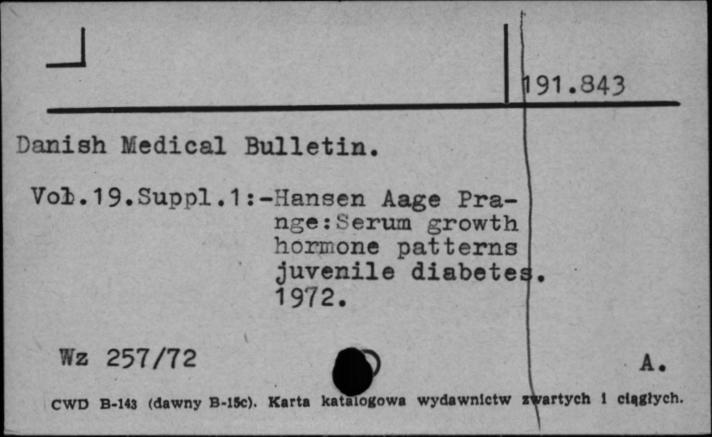 191.843
Danish Medical Bulletin.
Vol.19.Suppl.1:-Hansen Aage Pra-
nge:Serum growth
hormone patterns
juvenile diabetes.
1972.
Wz 257/72
A.
CWD B-143 (dawny B-15c). Karta katalogowa wydawnictw zwartych i ciągłych.